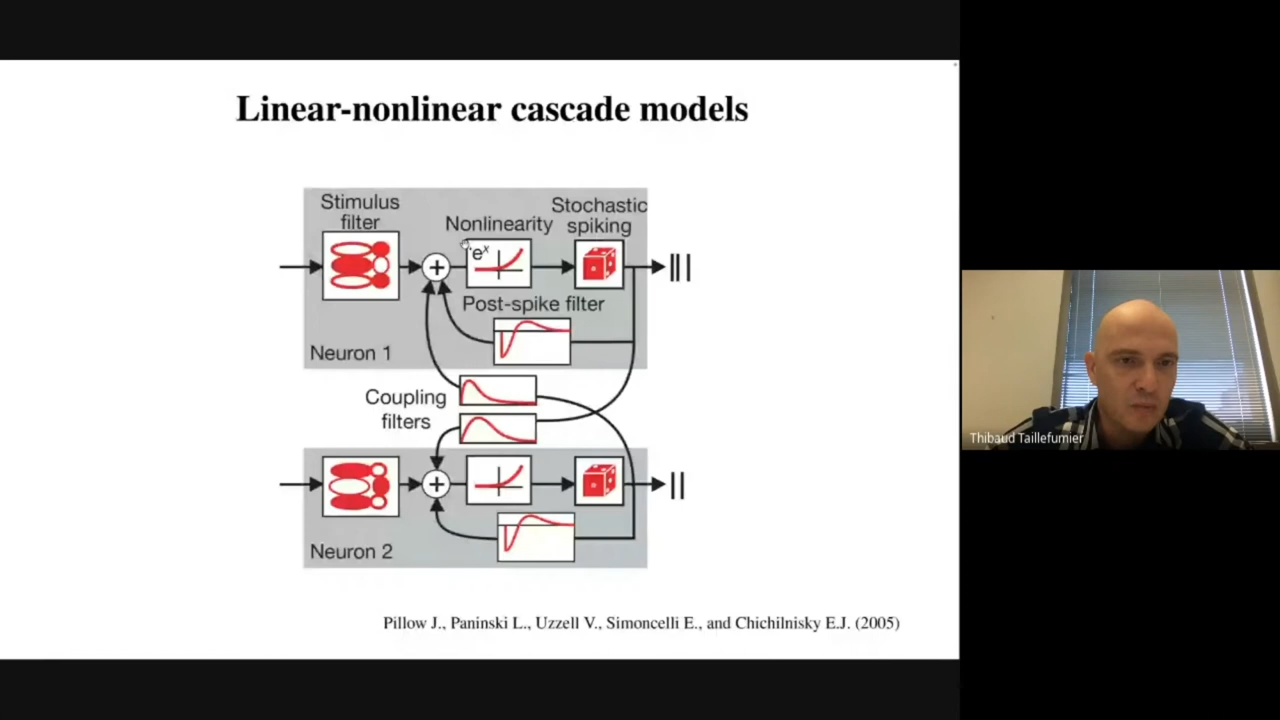 Linear-nonlinear cascade models
Stimulus
filter
Nonlinearity
Stochastic
spiking
+
eˣ
Post-spike filter
Neuron 1
Coupling
filters
+
Neuron 2
Pillow J., Paninski L., Uzzell V., Simoncelli E., and Chichilnisky E.J. (2005)
Thibaud Taillefumier